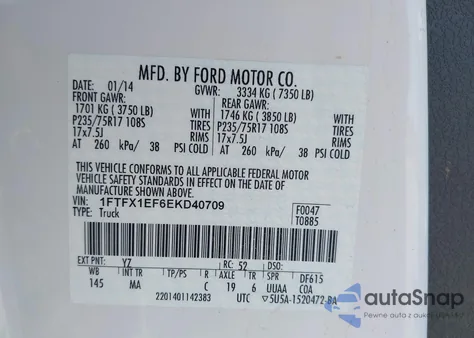 MFD. BY FORD MOTOR CO.
DATE: 01/14 GVWR: 3334 KG ( 7350 LB)
FRONT GAWR: REAR GAWR:
1701 KG ( 3750 LB) WITH 1746 KG ( 3850 LB) WITH
P235/75R17 108S TIRES P235/75R17 108S TIRES
17x7.5J RIMS 17x7.5J RIMS
AT 260 kPa/ 38 PSI COLD AT 260 kPa/ 38 PSI COLD
THIS VEHICLE CONFORMS TO ALL APPLICABLE FEDERAL MOTOR
VEHICLE SAFETY STANDARDS IN EFFECT ON THE DATE OF
MANUFACTURE SHOWN ABOVE.
VIN: 1FTFX1EF6EKD40709 F0047
TYPE: Truck T0885
EXT PNT: YZ RC: 52 DSO:
WB INT TR TP/PS R AXLE TR SPR DF615
145 MA C 19 6 UUAA COA
2201401142383 UTC 5U5A-1520472-BA
autoSnap
Pewne auto z USA